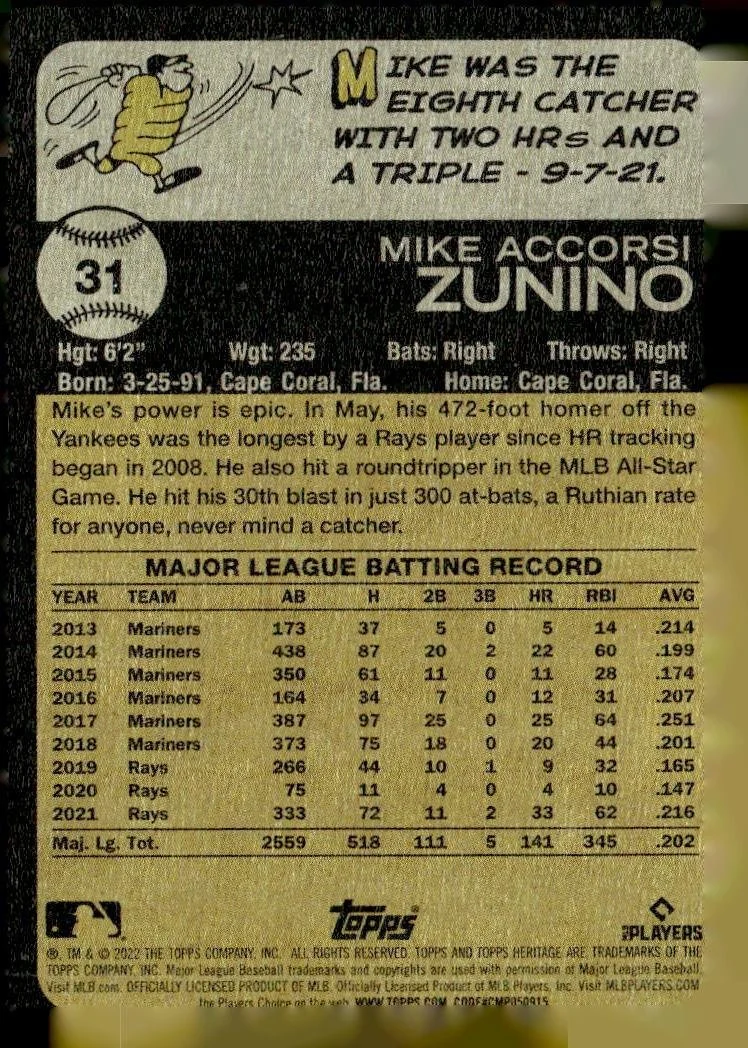 MIKE WAS THE
EIGHTH CATCHER
WITH TWO HRs AND
A TRIPLE - 9-7-21.
31
MIKE ACCORSI
ZUNINO
Hgt: 6'2" Wgt: 235 Bats: Right Throws: Right
Born: 3-25-91, Cape Coral, Fla. Home: Cape Coral, Fla.
Mike's power is epic. In May, his 472-foot homer off the
Yankees was the longest by a Rays player since HR tracking
began in 2008. He also hit a roundtripper in the MLB All-Star
Game. He hit his 30th blast in just 300 at-bats, a Ruthian rate
for anyone, never mind a catcher.
MAJOR LEAGUE BATTING RECORD
YEAR TEAM AB H 2B 3B HR RBI AVG
2013 Mariners 173 37 5 0 5 14 .214
2014 Mariners 438 87 20 2 22 60 .199
2015 Mariners 350 61 11 0 11 28 .174
2016 Mariners 164 34 7 0 12 31 .207
2017 Mariners 387 97 25 0 25 64 .251
2018 Mariners 373 75 18 0 20 44 .201
2019 Rays 266 44 10 1 9 32 .165
2020 Rays 75 11 4 0 4 10 .147
2021 Rays 333 72 11 2 33 62 .216
Maj. Lg. Tot. 2559 518 111 5 141 345 .202
topps
PLAYERS
®, TM & © 2022 THE TOPPS COMPANY, INC. ALL RIGHTS RESERVED. TOPPS AND TOPPS HERITAGE ARE TRADEMARKS OF THE
TOPPS COMPANY, INC. Major League Baseball trademarks and copyrights are used with permission of Major League Baseball.
Visit MLB.com. OFFICIALLY LICENSED PRODUCT OF MLB Players, Inc. Visit MLBPLAYERS.COM
the Players Choice on the web. WWW.TOPPS.COM CODE#CMP050915